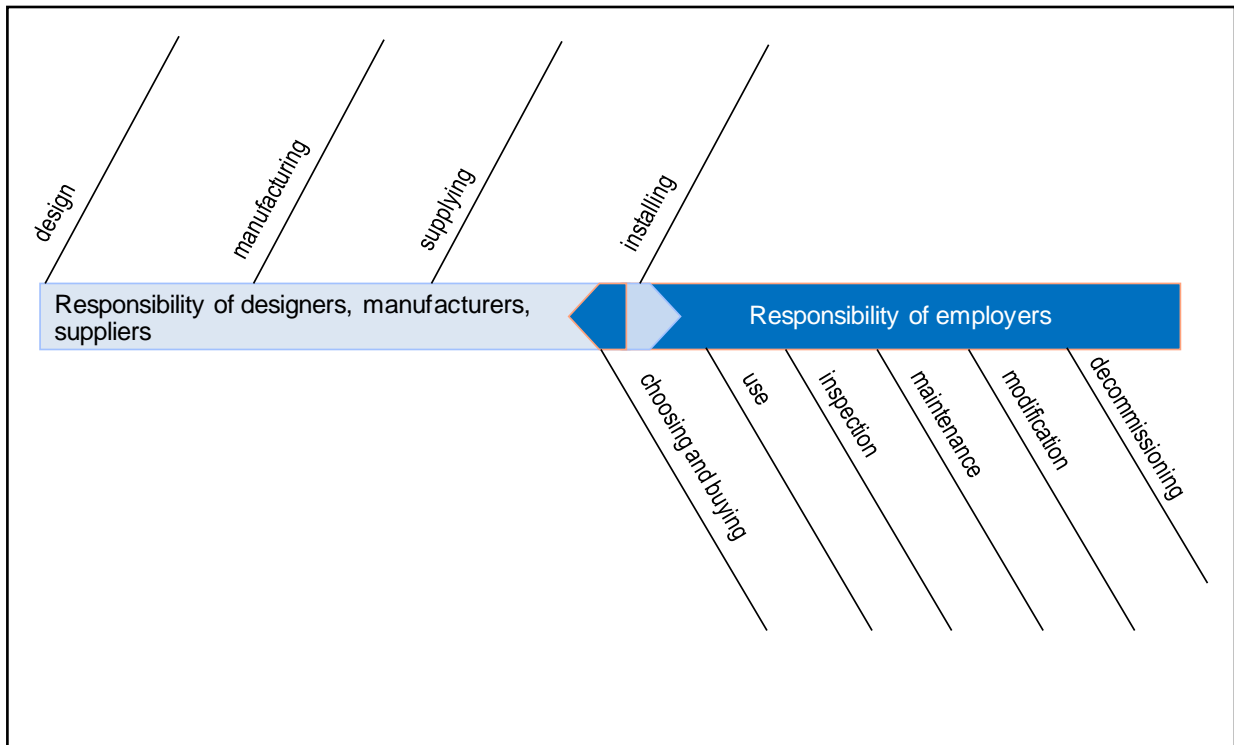 design
manufacturing
supplying
installing
Responsibility of designers, manufacturers,
suppliers
Responsibility of employers
choosing and buying
use
inspection
maintenance
modification
decommissioning